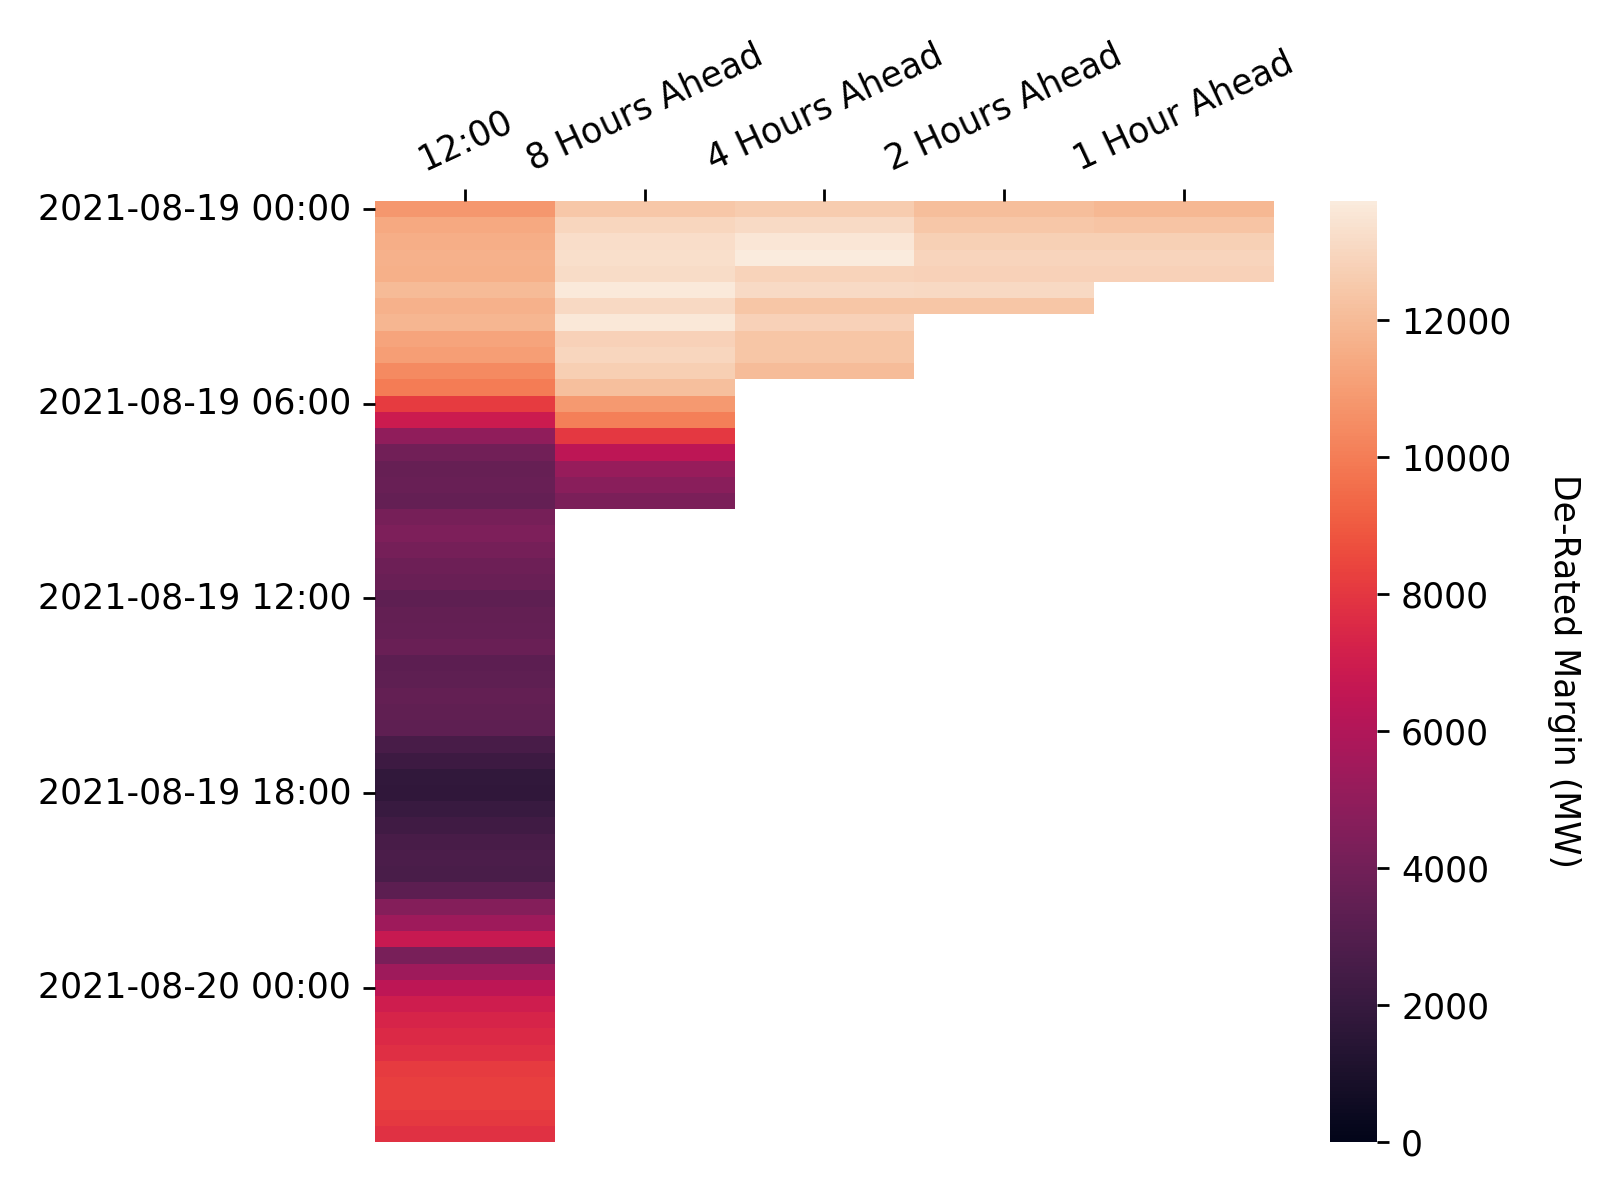 12:00
8 Hours Ahead
4 Hours Ahead
2 Hours Ahead
1 Hour Ahead
2021-08-19 00:00
2021-08-19 06:00
2021-08-19 12:00
2021-08-19 18:00
2021-08-20 00:00
12000
10000
8000
6000
4000
2000
0
De-Rated Margin (MW)